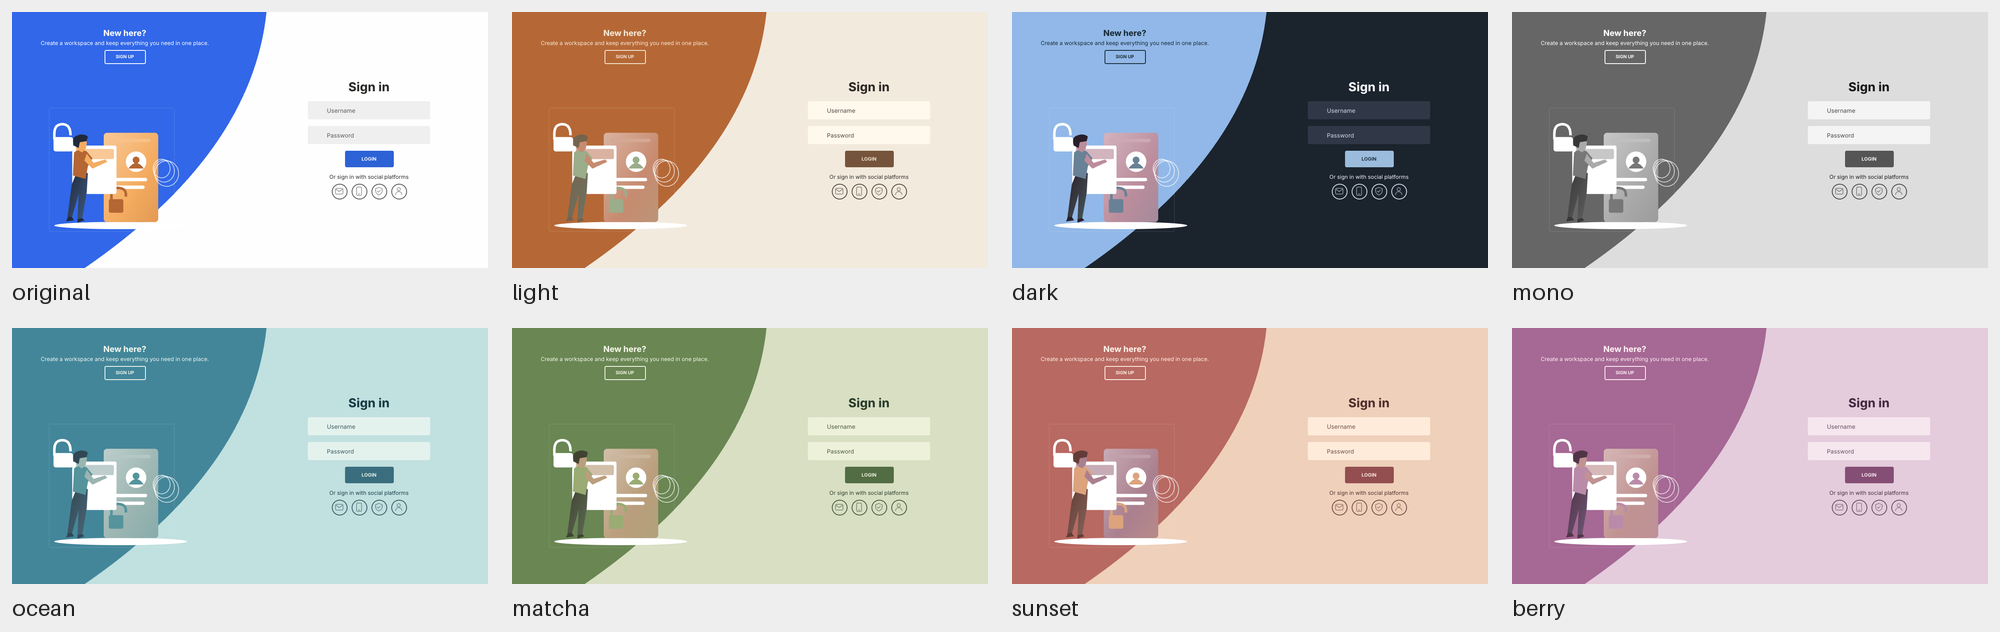 New here?
Create a workspace and keep everything you need in one place.
SIGN UP
Sign in
Username
Password
LOGIN
Or sign in with social platforms
original
New here?
Create a workspace and keep everything you need in one place.
SIGN UP
Sign in
Username
Password
LOGIN
Or sign in with social platforms
light
New here?
Create a workspace and keep everything you need in one place.
SIGN UP
Sign in
Username
Password
LOGIN
Or sign in with social platforms
dark
New here?
Create a workspace and keep everything you need in one place.
SIGN UP
Sign in
Username
Password
LOGIN
Or sign in with social platforms
mono
New here?
Create a workspace and keep everything you need in one place.
SIGN UP
Sign in
Username
Password
LOGIN
Or sign in with social platforms
ocean
New here?
Create a workspace and keep everything you need in one place.
SIGN UP
Sign in
Username
Password
LOGIN
Or sign in with social platforms
matcha
New here?
Create a workspace and keep everything you need in one place.
SIGN UP
Sign in
Username
Password
LOGIN
Or sign in with social platforms
sunset
New here?
Create a workspace and keep everything you need in one place.
SIGN UP
Sign in
Username
Password
LOGIN
Or sign in with social platforms
berry